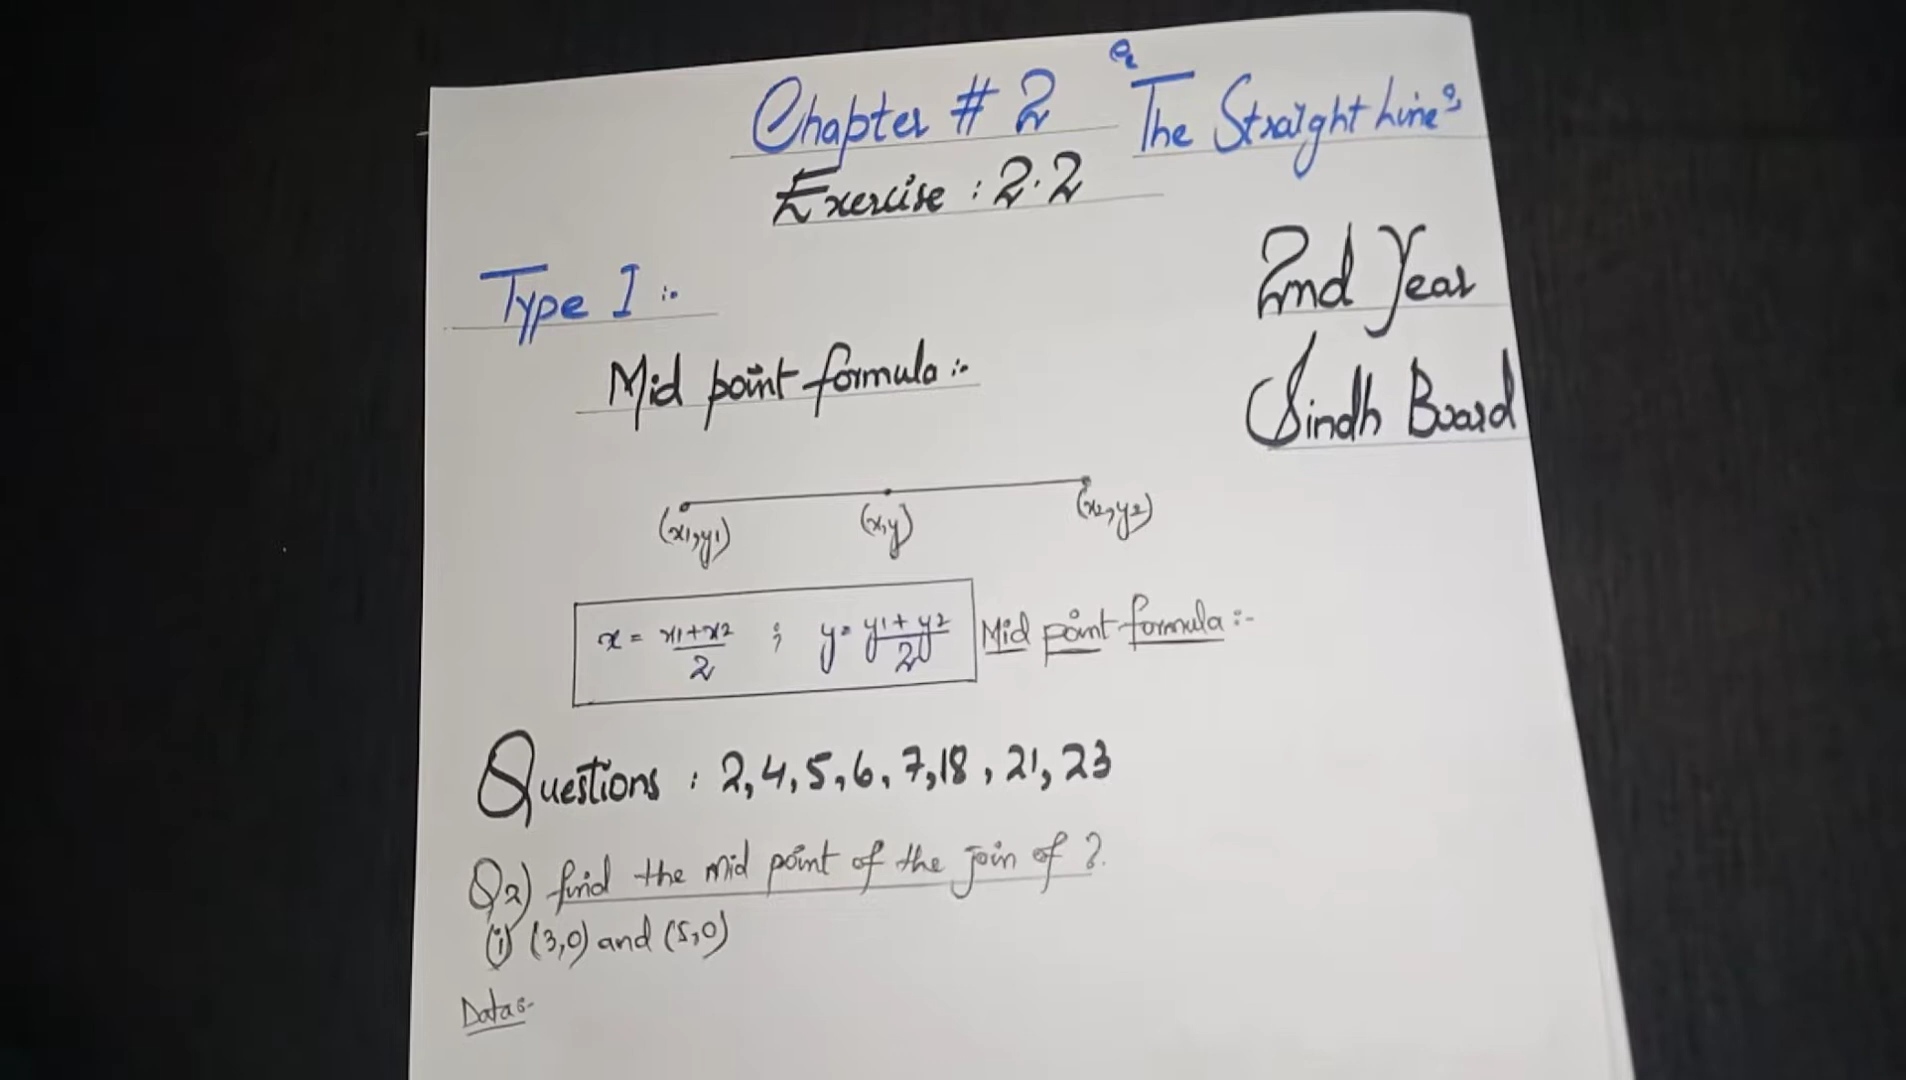 Chapter # 2 "The Straight Line"
Exercise : 2.2
2nd Year
Sindh Board
Type I :-
Mid point formula :-
(x1,y1) (x,y) (x2,y2)
x = x1+x2/2 ; y = y1+y2/2 Mid point formula :-
Questions : 2,4,5,6,7,18,21,23
Q2) find the mid point of the join of ?
(i) (3,0) and (5,0)
Data:-